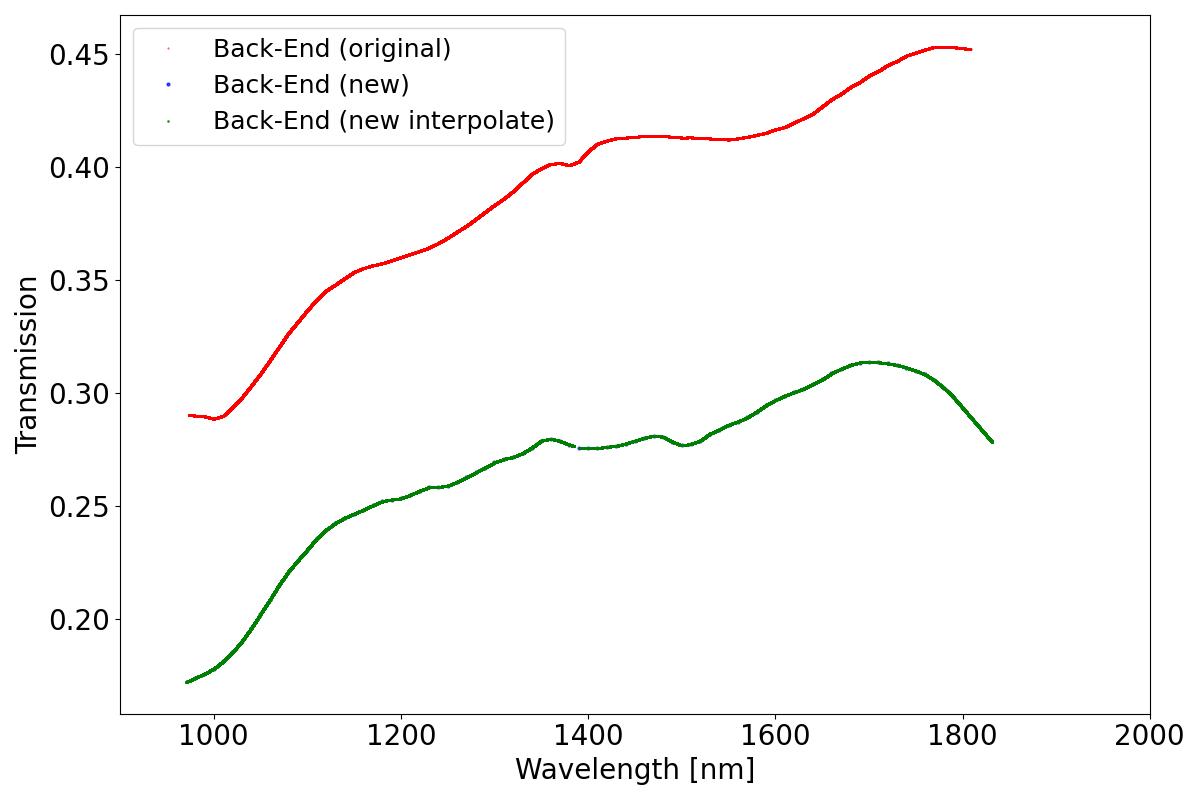 Back-End (original)
Back-End (new)
Back-End (new interpolate)
0.45
0.40
0.35
0.30
0.25
0.20
Transmission
1000 1200 1400 1600 1800 2000
Wavelength [nm]